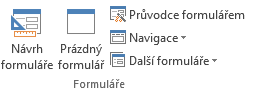 Návrh
formuláře
Prázdný
formulář
Průvodce formulářem
Navigace
Další formuláře
Formuláře